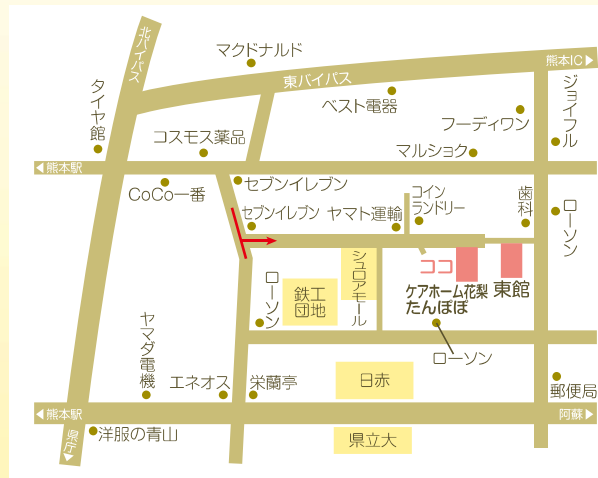 北バイパス
マクドナルド
熊本IC▶
東バイパス
ベスト電器
ジョイフル
タイヤ館
フーディワン
コスモス薬品
マルショク
◀熊本駅
CoCo一番
セブンイレブン
コイン
ランドリー
歯科
ローソン
セブンイレブン
ヤマト運輸
シュロアモール
ココ
ローソン
鉄工
団地
ケアホーム花梨
たんぽぽ
東館
ヤマダ電機
ローソン
エネオス
栄蘭亭
日赤
郵便局
◀熊本駅
阿蘇▶
県庁▼
洋服の青山
県立大